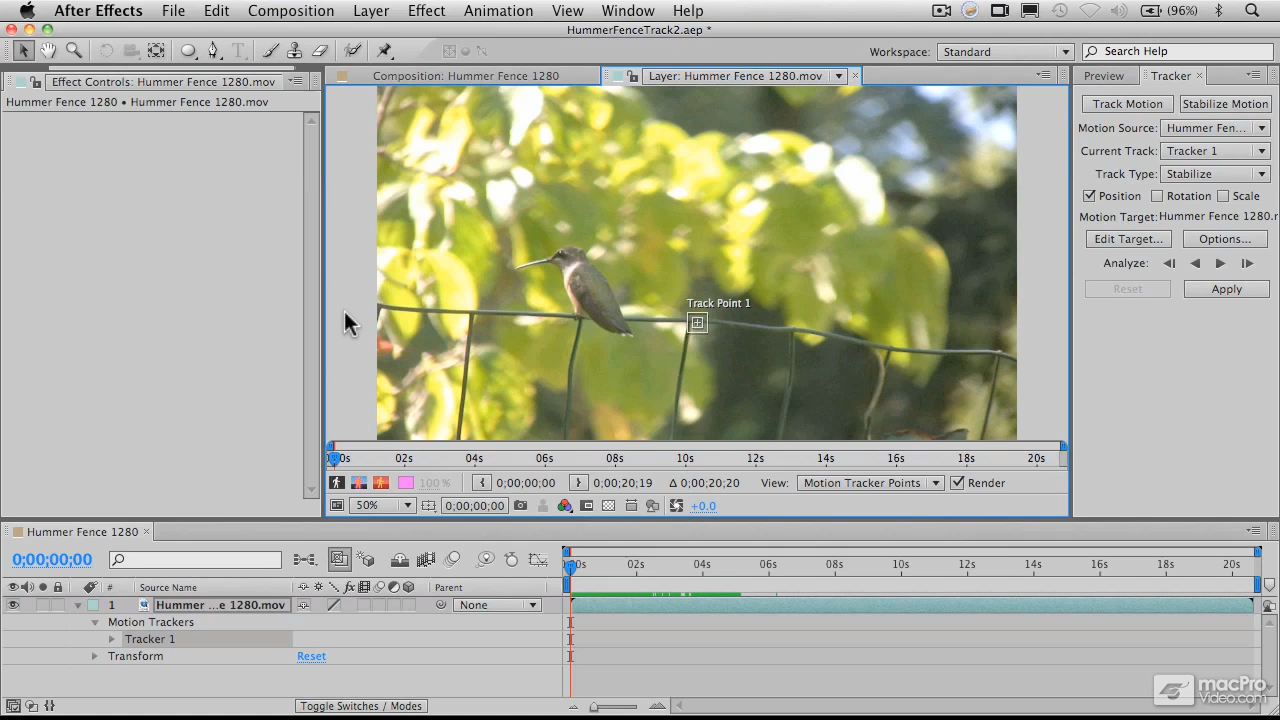 After Effects File Edit Composition Layer Effect Animation View Window Help (96%)
HummerFenceTrack2.aep *
Workspace: Standard Search Help
Effect Controls: Hummer Fence 1280.mov
Composition: Hummer Fence 1280
Layer: Hummer Fence 1280.mov
Preview Tracker
Hummer Fence 1280 • Hummer Fence 1280.mov
Track Motion Stabilize Motion
Motion Source: Hummer Fen...
Current Track: Tracker 1
Track Type: Stabilize
Position Rotation Scale
Motion Target: Hummer Fence 1280.
Edit Target... Options...
Analyze:
Reset Apply
Track Point 1
02s 04s 06s 08s 10s 12s 14s 16s 18s 20s
100 % 0;00;00;00 0;00;20;19 Δ 0;00;20;20 View: Motion Tracker Points Render
50% 0;00;00;00 +0.0
Hummer Fence 1280
0;00;00;00
00s 02s 04s 06s 08s 10s 12s 14s 16s 18s 20s
# Source Name fx Parent
1 Hummer ...e 1280.mov None
Motion Trackers
Tracker 1
Transform Reset
Toggle Switches / Modes
macPro
Video.com